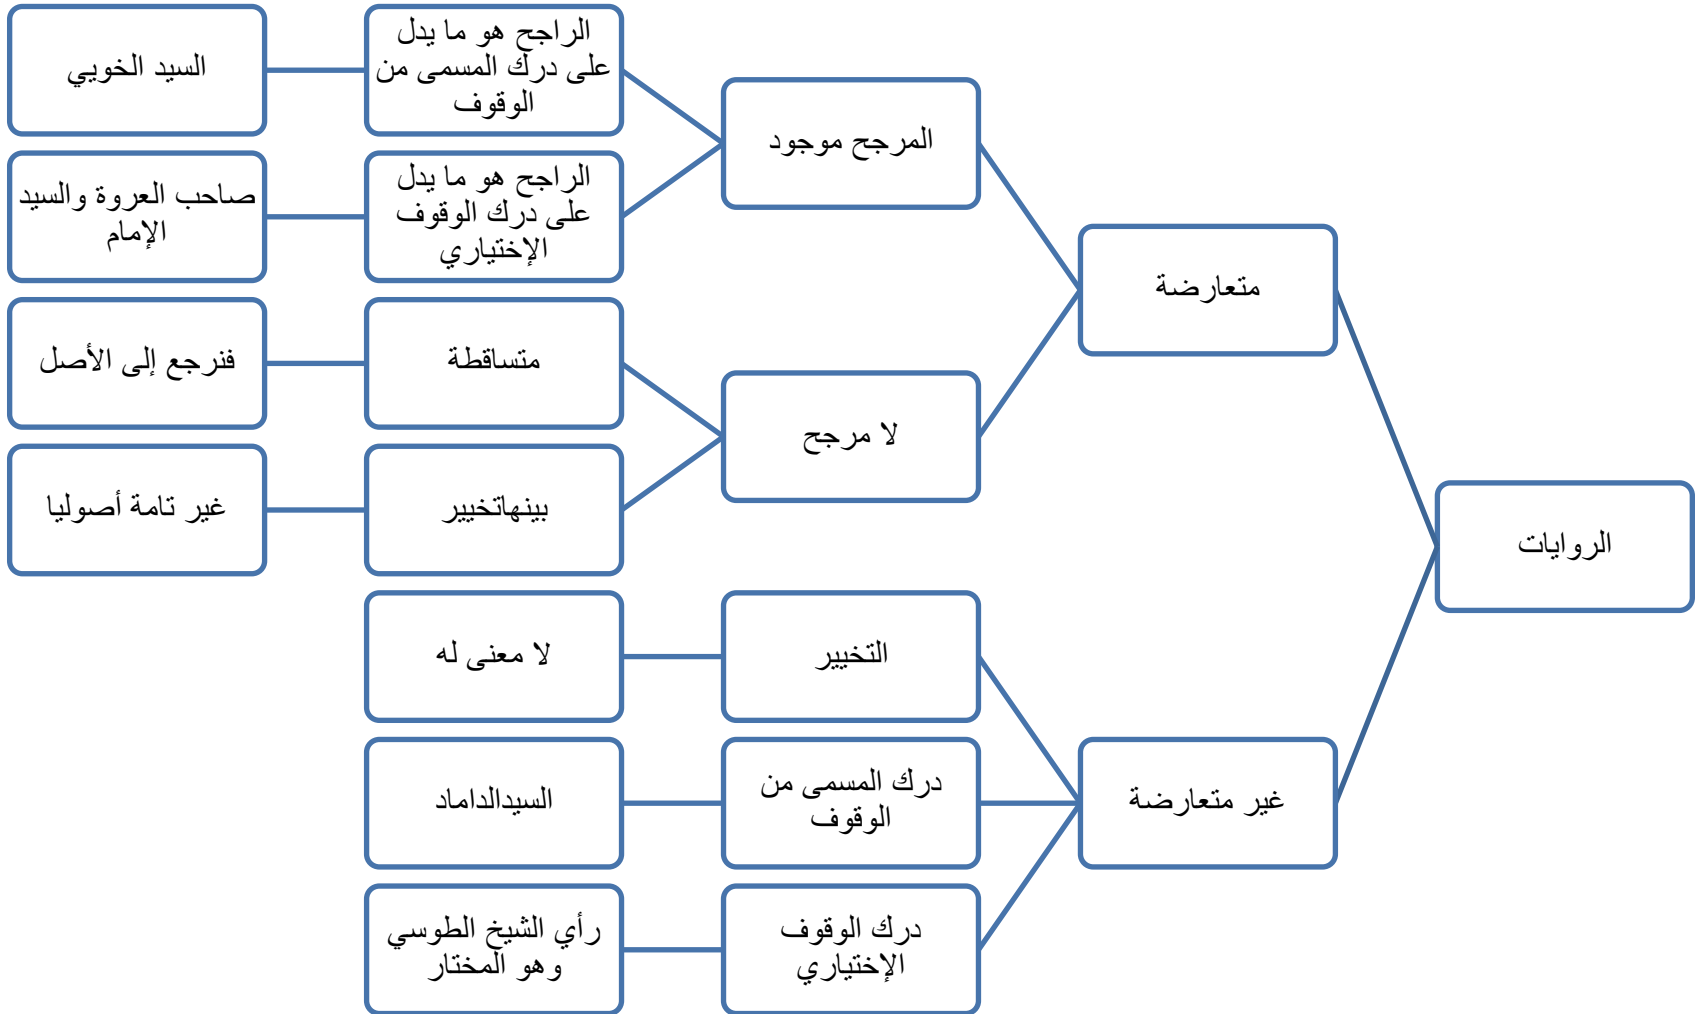 الروايات
متعارضة
المرجح موجود
الراجح هو ما يدل
على درك المسمى من
الوقوف
السيد الخويي
الراجح هو ما يدل
على درك الوقوف
الإختياري
صاحب العروة والسيد
الإمام
لا مرجح
متساقطة
فنرجع إلى الأصل
بينهاتخيير
غير تامة أصوليا
غير متعارضة
التخيير
لا معنى له
درك المسمى من
الوقوف
السيدالداماد
درك الوقوف
الإختياري
رأي الشيخ الطوسي
وهو المختار